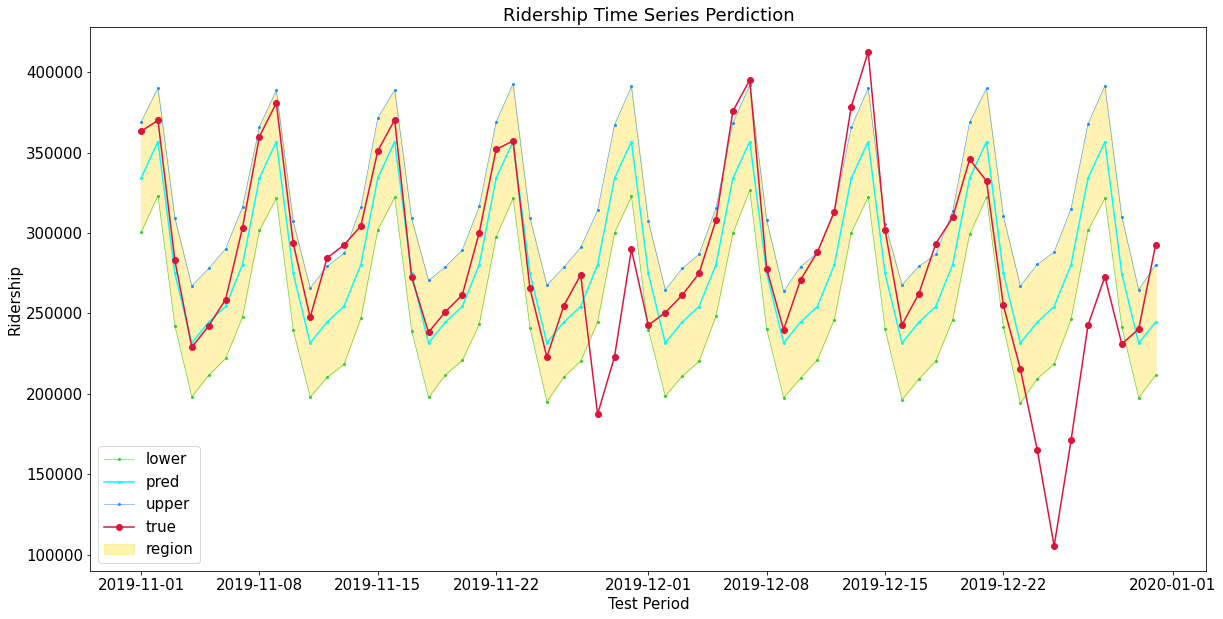 Ridership Time Series Perdiction
Ridership
400000
350000
300000
250000
200000
150000
100000
lower
pred
upper
true
region
2019-11-01
2019-11-08
2019-11-15
2019-11-22
2019-12-01
2019-12-08
2019-12-15
2019-12-22
2020-01-01
Test Period